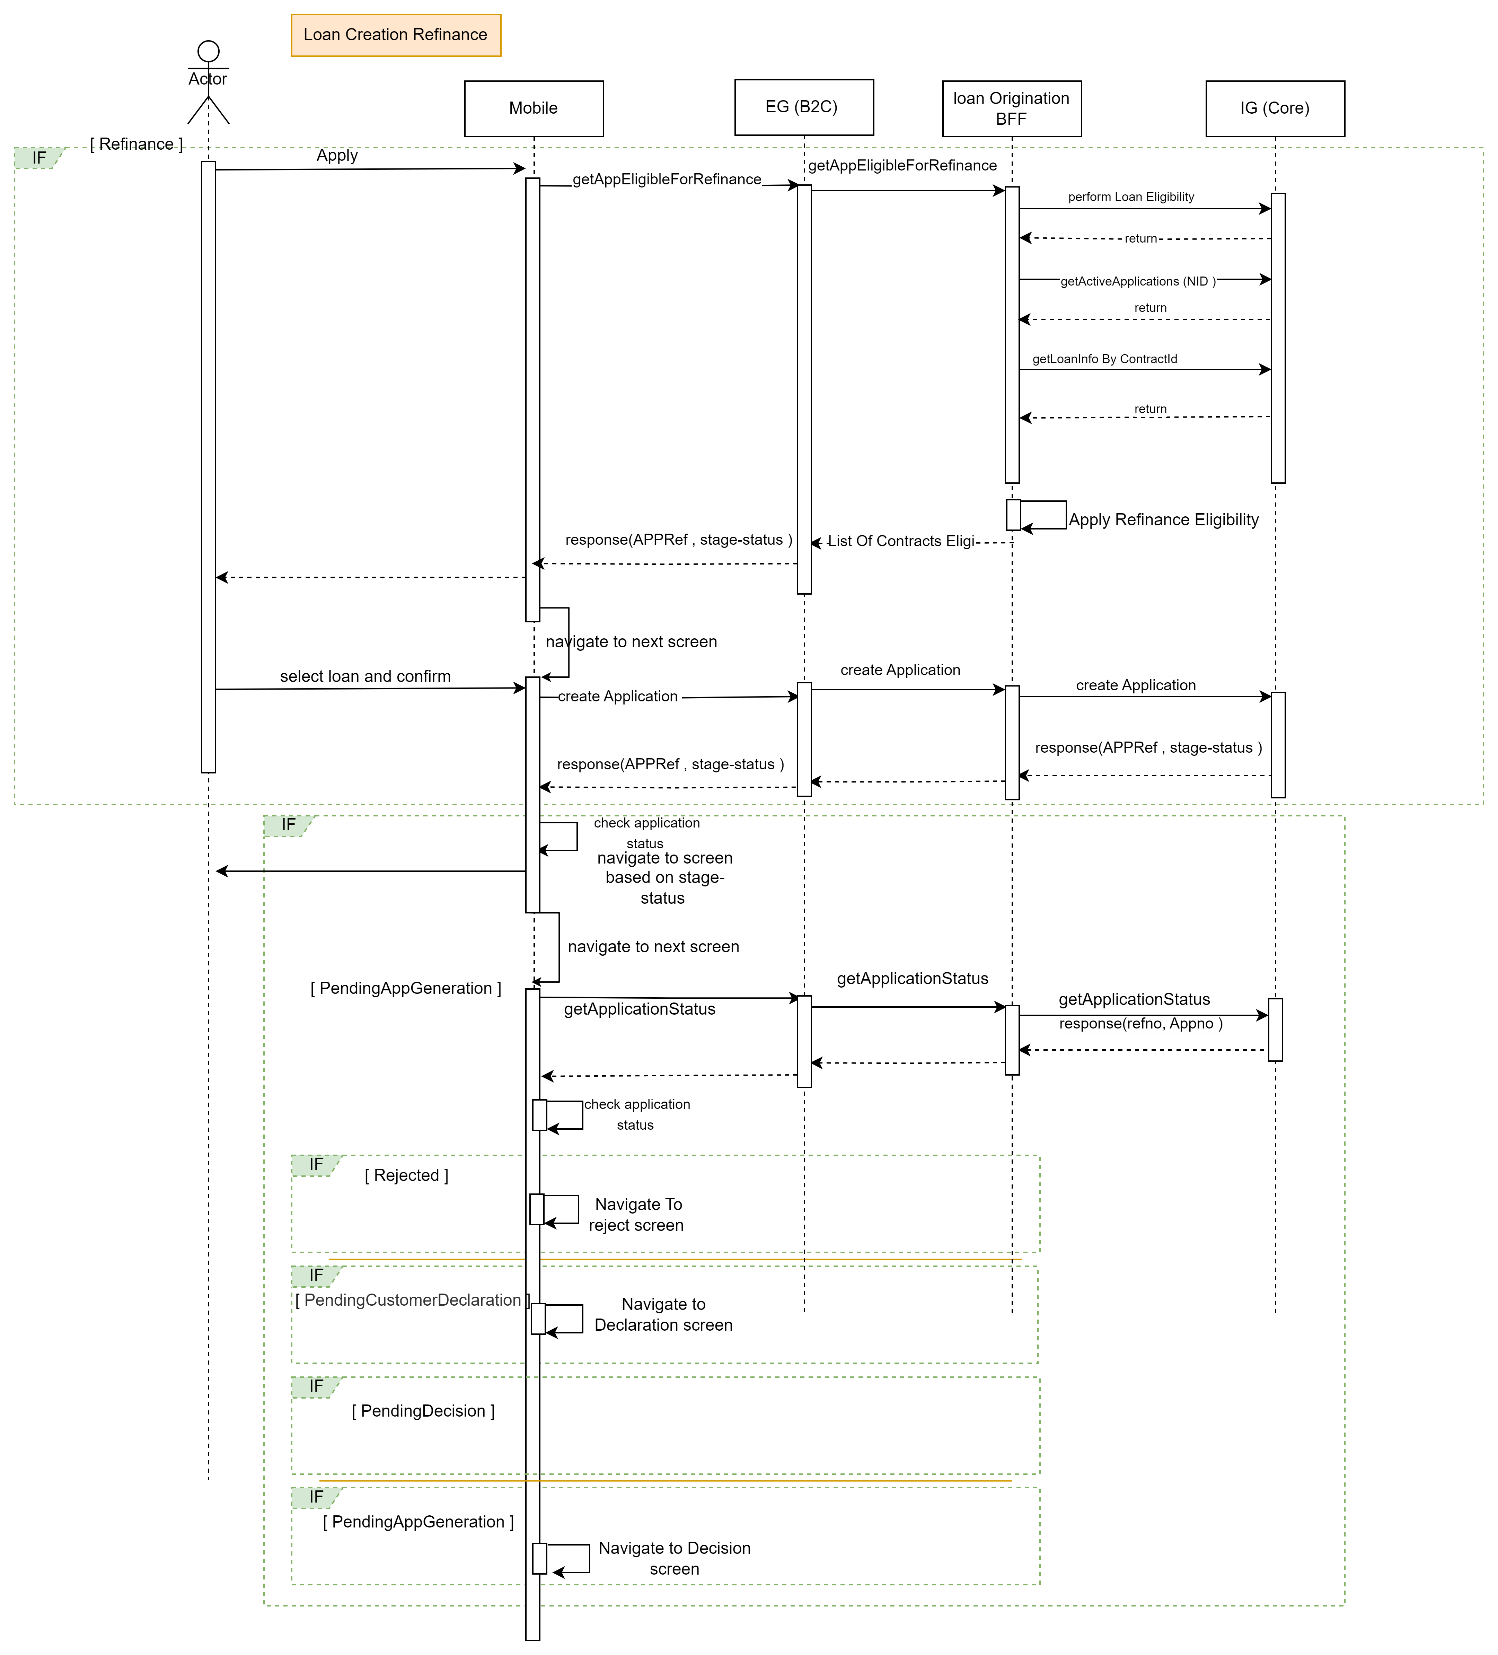 Loan Creation Refinance
Actor
Mobile
EG (B2C)
loan Origination
BFF
IG (Core)
IF
[ Refinance ]
Apply
getAppEligibleForRefinance
getAppEligibleForRefinance
perform Loan Eligibility
return
getActiveApplications (NID )
return
getLoanInfo By ContractId
return
Apply Refinance Eligibility
List Of Contracts Eligi
response(APPRef , stage-status )
navigate to next screen
select loan and confirm
create Application
create Application
create Application
response(APPRef , stage-status )
response(APPRef , stage-status )
IF
check application
status
navigate to screen
based on stage-
status
navigate to next screen
[ PendingAppGeneration ]
getApplicationStatus
getApplicationStatus
getApplicationStatus
response(refno, Appno )
check application
status
IF
[ Rejected ]
Navigate To
reject screen
IF
[ PendingCustomerDeclaration ]
Navigate to
Declaration screen
IF
[ PendingDecision ]
IF
[ PendingAppGeneration ]
Navigate to Decision
screen